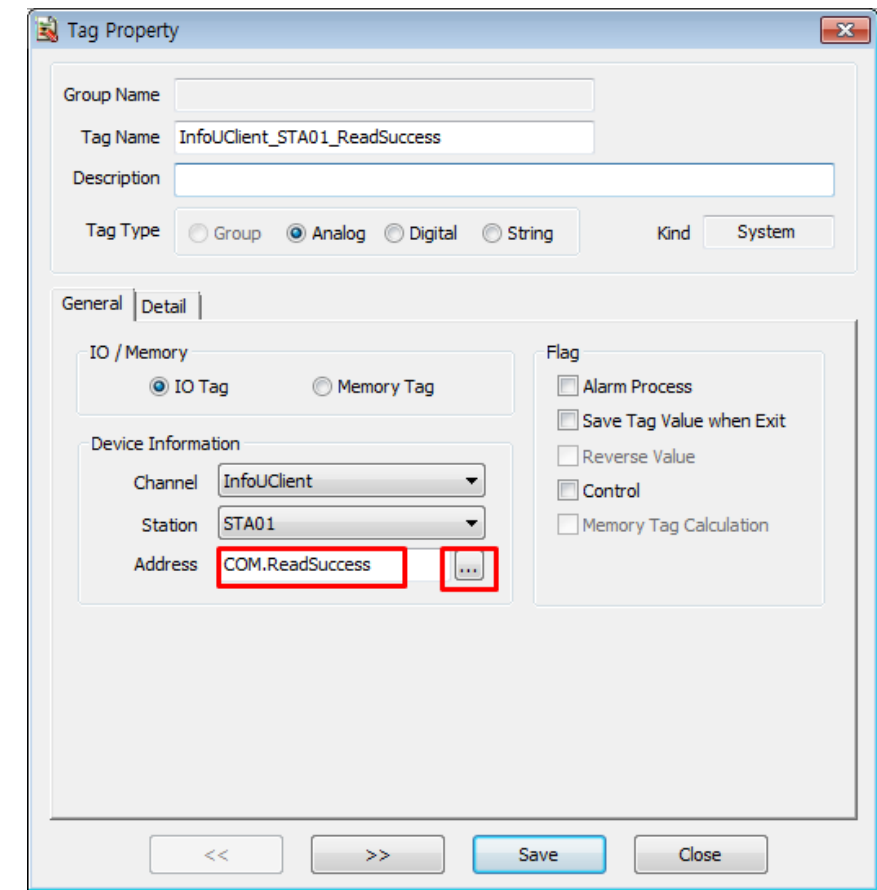 Tag Property
Group Name
Tag Name InfoUClient_STA01_ReadSuccess
Description
Tag Type Group Analog Digital String Kind System
General Detail
IO / Memory
IO Tag Memory Tag
Device Information
Channel InfoUClient
Station STA01
Address COM.ReadSuccess ...
Flag
Alarm Process
Save Tag Value when Exit
Reverse Value
Control
Memory Tag Calculation
<< >> Save Close